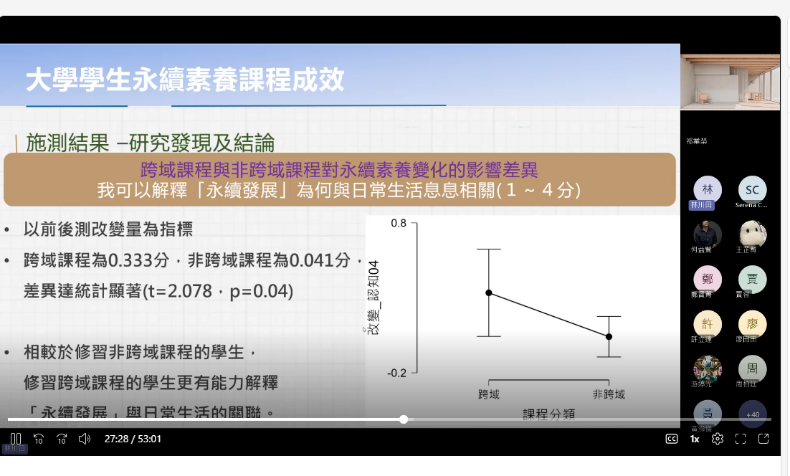 大學學生永續素養課程成效
施測結果 –研究發現及結論
跨域課程與非跨域課程對永續素養變化的影響差異
我可以解釋「永續發展」為何與日常生活息息相關(1 ~ 4分)
• 以前後測改變量為指標
• 跨域課程為0.333分，非跨域課程為0.041分，
差異達統計顯著(t=2.078，p=0.04)
• 相較於修習非跨域課程的學生，
修習跨域課程的學生更有能力解釋
「永續發展」與日常生活的關聯。
0.8
改變_認知04
-0.2
跨域
非跨域
課程分類
林
SC
Serena c...
鄭
賈
許
廖
周
員
+40
10
10
27:28 / 53:01
CC
1x